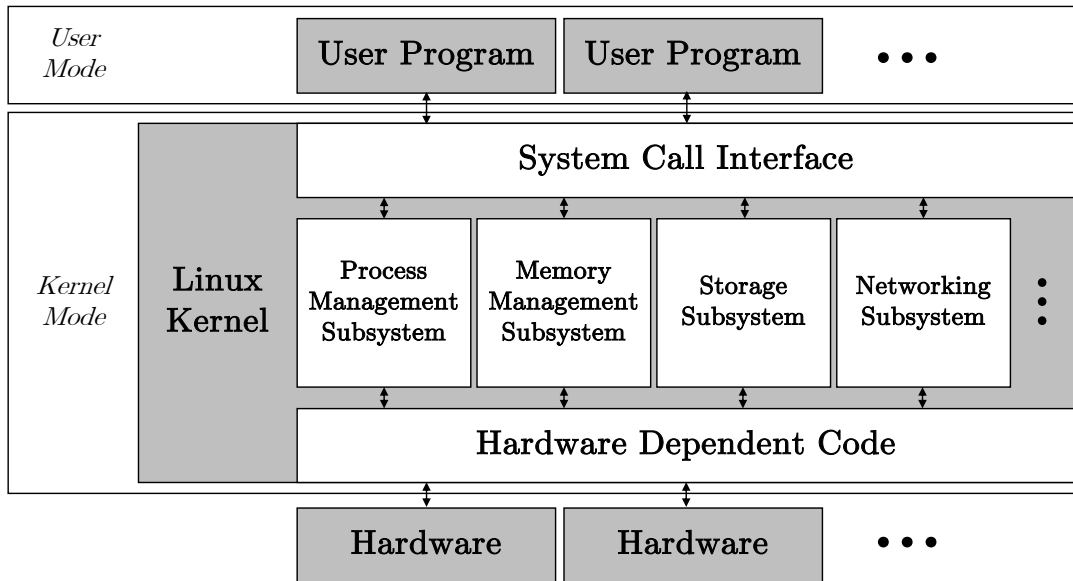 User
Mode
User Program
User Program
System Call Interface
Linux
Kernel
Kernel
Mode
Process
Management
Subsystem
Memory
Management
Subsystem
Storage
Subsystem
Networking
Subsystem
Hardware Dependent Code
Hardware
Hardware